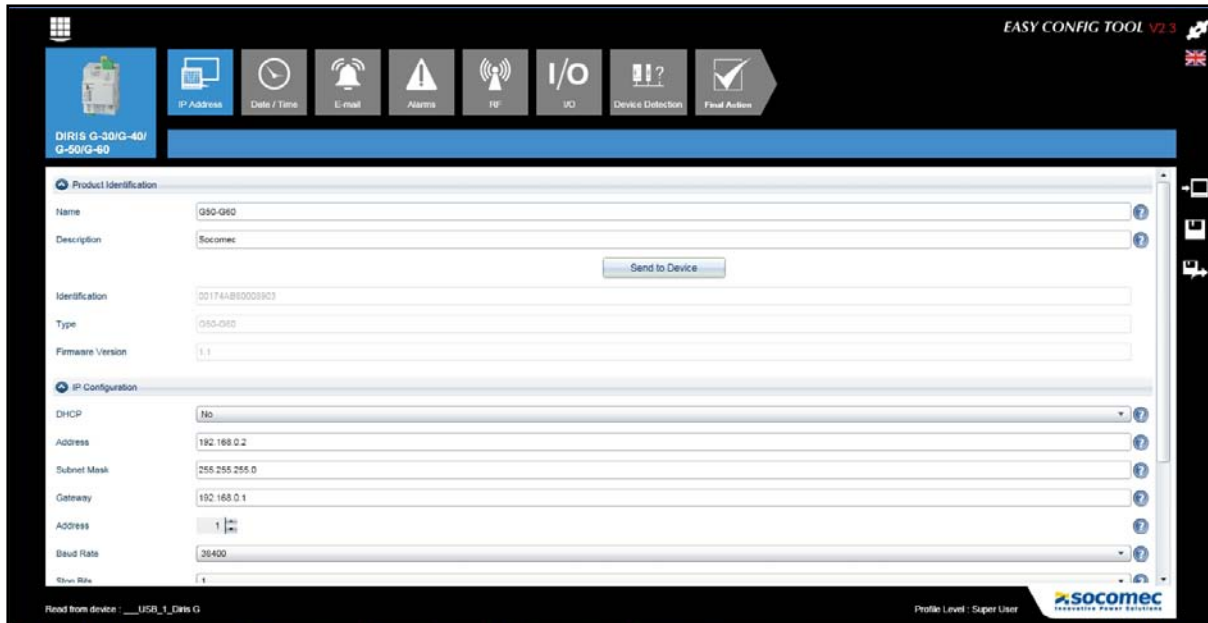 EASY CONFIG TOOL V2.3
IP Address
Date / Time
E-mail
Alarms
RF
I/O
I/O
Device Detection
Final Action
DIRIS G-30/G-40/
G-50/G-60
Product Identification
Name G50-G60
Description Socomec
Send to Device
Identification
Type G50-G60
Firmware Version 1.1
IP Configuration
DHCP No
Address 192.168.0.2
Subnet Mask 255.255.255.0
Gateway 192.168.0.1
Address 1
Baud Rate 38400
Stop Bits 1
Read from device : ___USB_1_Diris G
Profile Level : Super User
socomec
Innovative Power Solutions